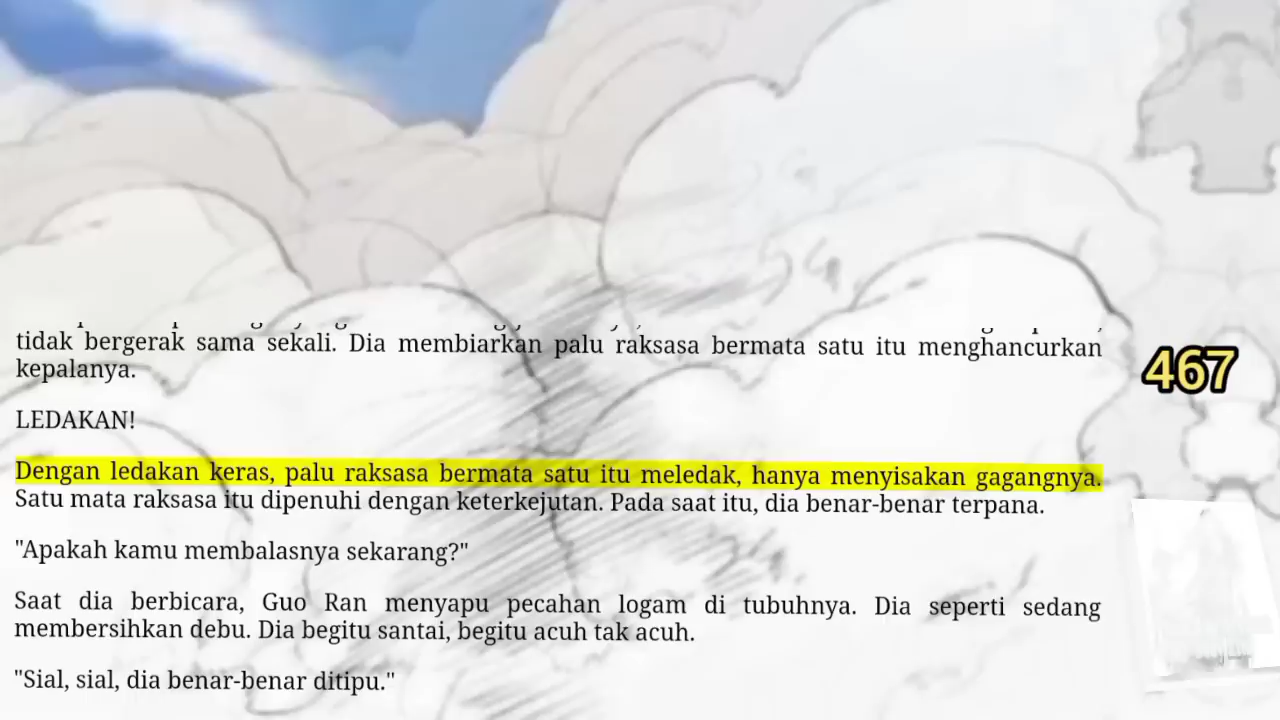 tidak bergerak sama sekali. Dia membiarkan palu raksasa bermata satu itu menghancurkan
kepalanya.
467
LEDAKAN!
Dengan ledakan keras, palu raksasa bermata satu itu meledak, hanya menyisakan gagangnya.
Satu mata raksasa itu dipenuhi dengan keterkejutan. Pada saat itu, dia benar-benar terpana.
"Apakah kamu membalasnya sekarang?"
Saat dia berbicara, Guo Ran menyapu pecahan logam di tubuhnya. Dia seperti sedang
membersihkan debu. Dia begitu santai, begitu acuh tak acuh.
"Sial, sial, dia benar-benar ditipu."